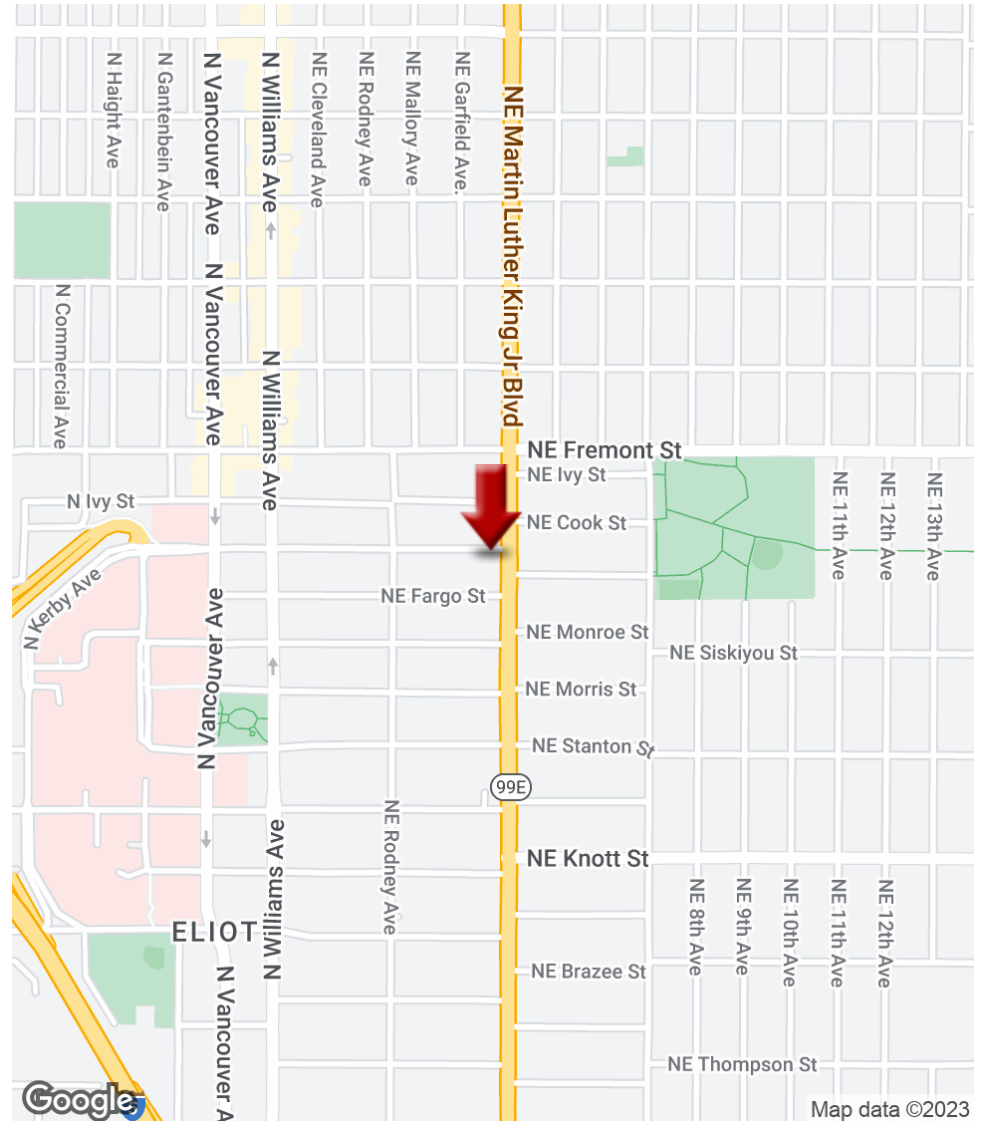 N Haight Ave
N Gantenbein Ave
N Vancouver Ave
N Williams Ave
NE Cleveland Ave
NE Rodney Ave
NE Mallory Ave
NE Garfield Ave.
NE Martin Luther King Jr Blvd
N Commercial Ave
N Vancouver Ave
N Williams Ave
NE Fremont St
NE Ivy St
N Ivy St
NE Cook St
NE 11th Ave
NE 12th Ave
NE 13th Ave
N Kerby Ave
N Vancouver Ave
NE Fargo St
NE Monroe St
NE Siskiyou St
NE Morris St
NE Stanton St
99E
N Williams Ave
NE Rodney Ave
NE Knott St
NE 8th Ave
NE 9th Ave
NE 10th Ave
NE 11th Ave
NE 12th Ave
ELIOT
NE Brazee St
N Vancouver A
NE Thompson St
Google
Map data ©2023